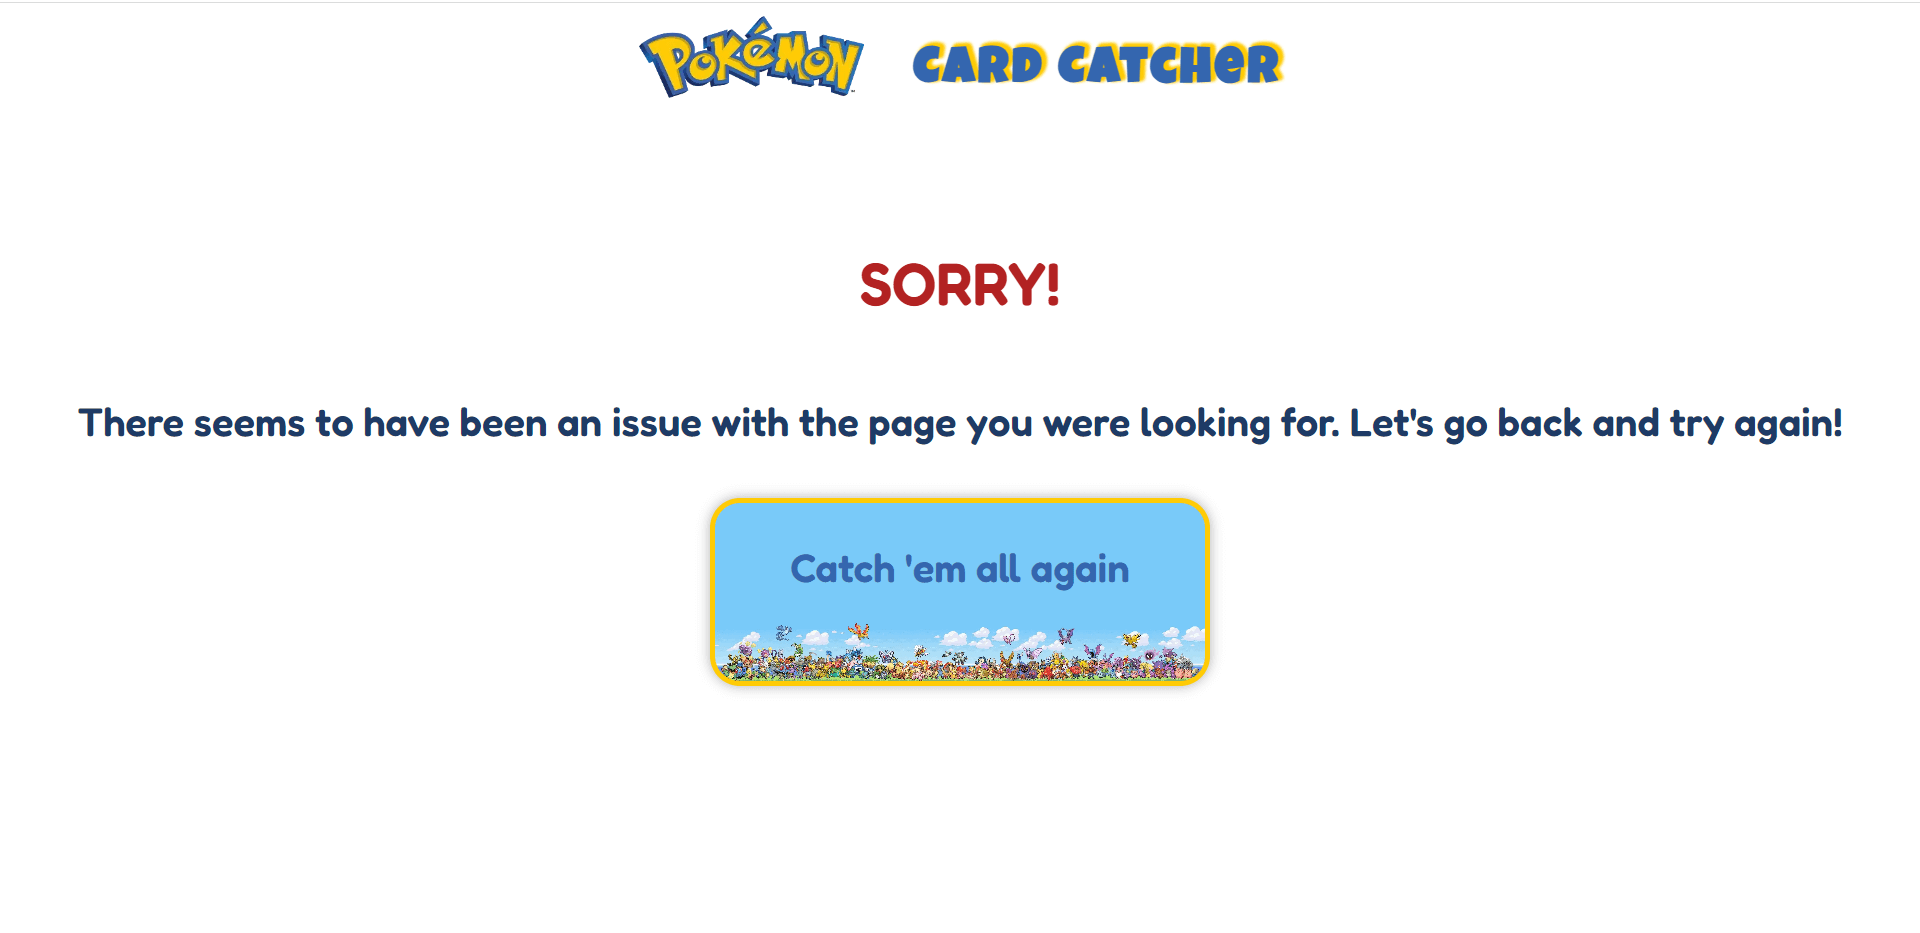 Pokémon CARD CATCHeR
SORRY!
There seems to have been an issue with the page you were looking for. Let's go back and try again!
Catch 'em all again